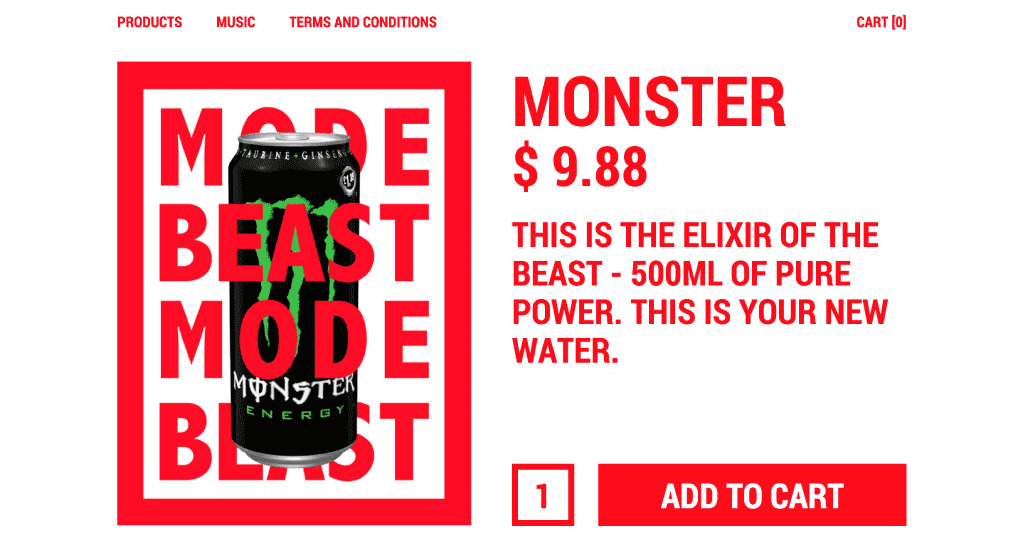 PRODUCTS MUSIC TERMS AND CONDITIONS CART [0]
MODE
TAURINE+GINSENG
BEAST
MODE
MONSTER
ENERGY
BEAST
MONSTER
$ 9.88
THIS IS THE ELIXIR OF THE
BEAST - 500ML OF PURE
POWER. THIS IS YOUR NEW
WATER.
1 ADD TO CART